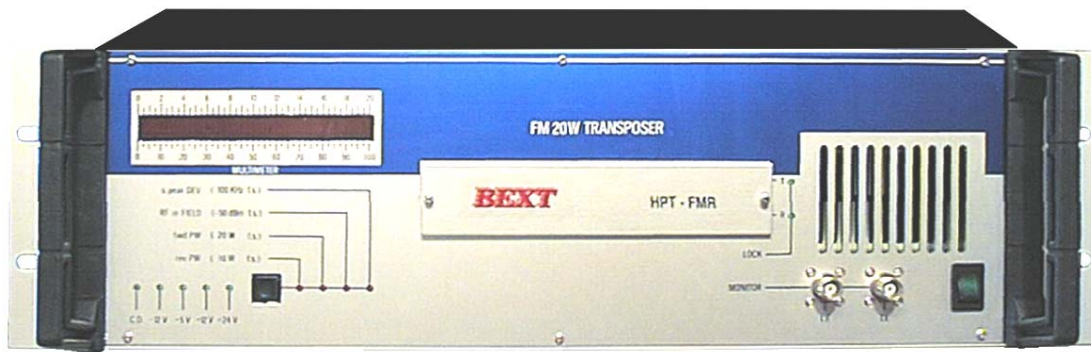 0 2 4 6 8 10 12 14 16 18 20
0 10 20 30 40 50 60 70 80 90 100
MULTIMETER
FM 20W TRANSPOSER
BEXT HPT - FMR
T
R
LOCK
± peak DEV. ( 100 KHz f.s.)
RF in FIELD (-50 dBm f.s.)
fwd PW ( 20 W f.s.)
rev PW ( 10 W f.s.)
MONITOR
C.D. -12 V -5 V -12 V -24 V